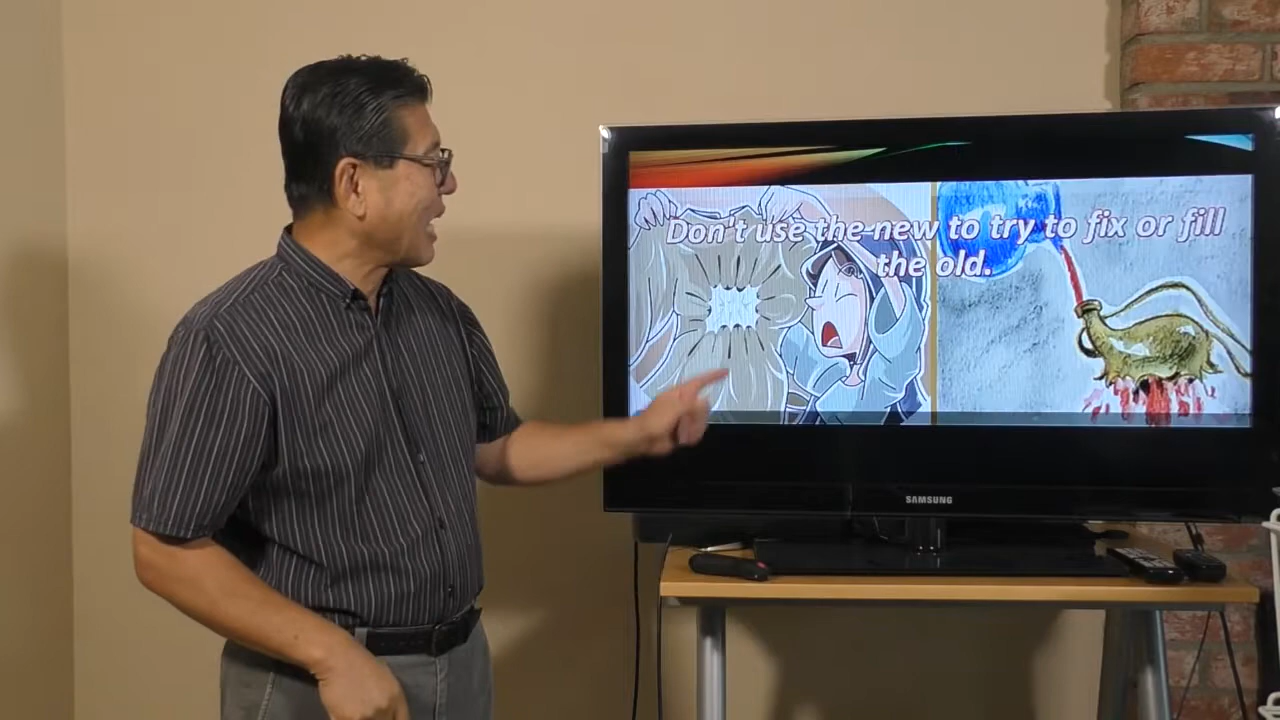 Don't use the new to try to fix or fill
the old.
SAMSUNG